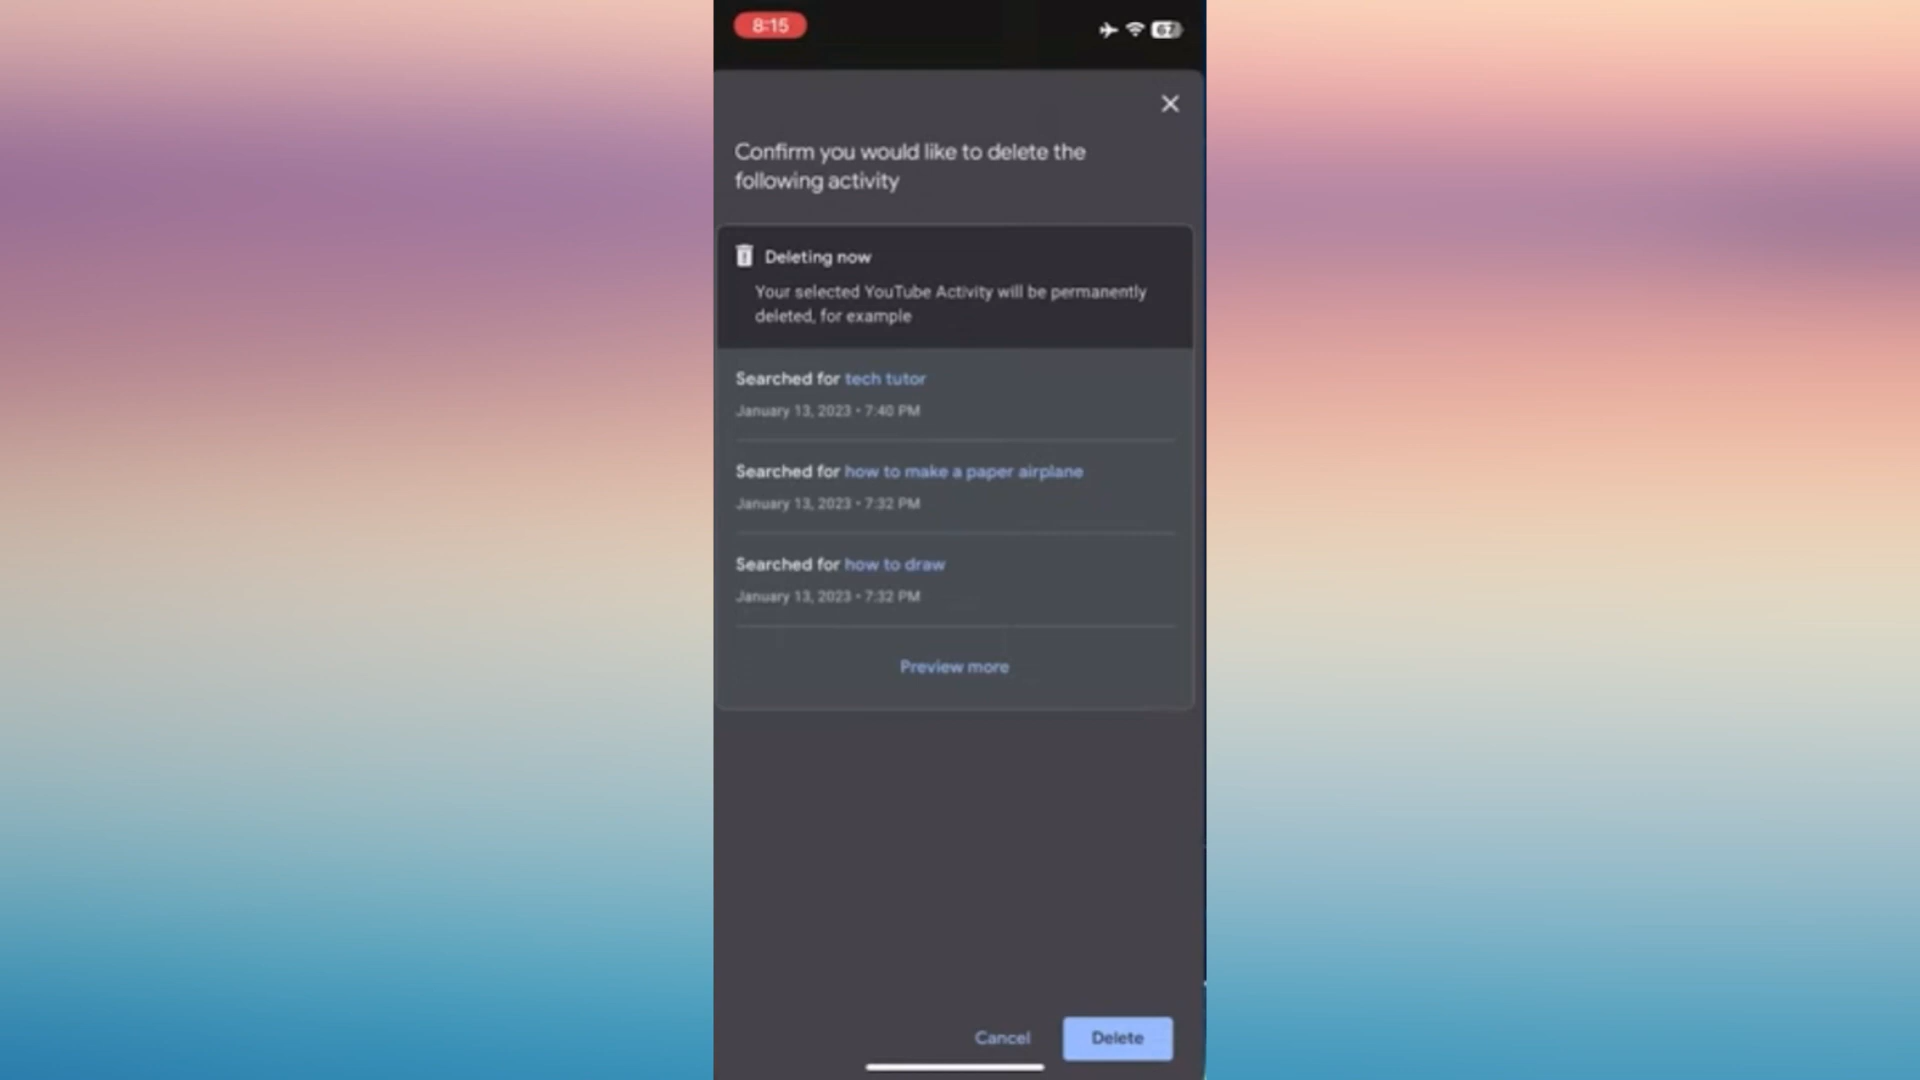 8:15
67
Confirm you would like to delete the
following activity
Deleting now
Your selected YouTube Activity will be permanently
deleted, for example
Searched for tech tutor
January 13, 2023 • 7:40 PM
Searched for how to make a paper airplane
January 13, 2023 • 7:32 PM
Searched for how to draw
January 13, 2023 • 7:32 PM
Preview more
Cancel
Delete